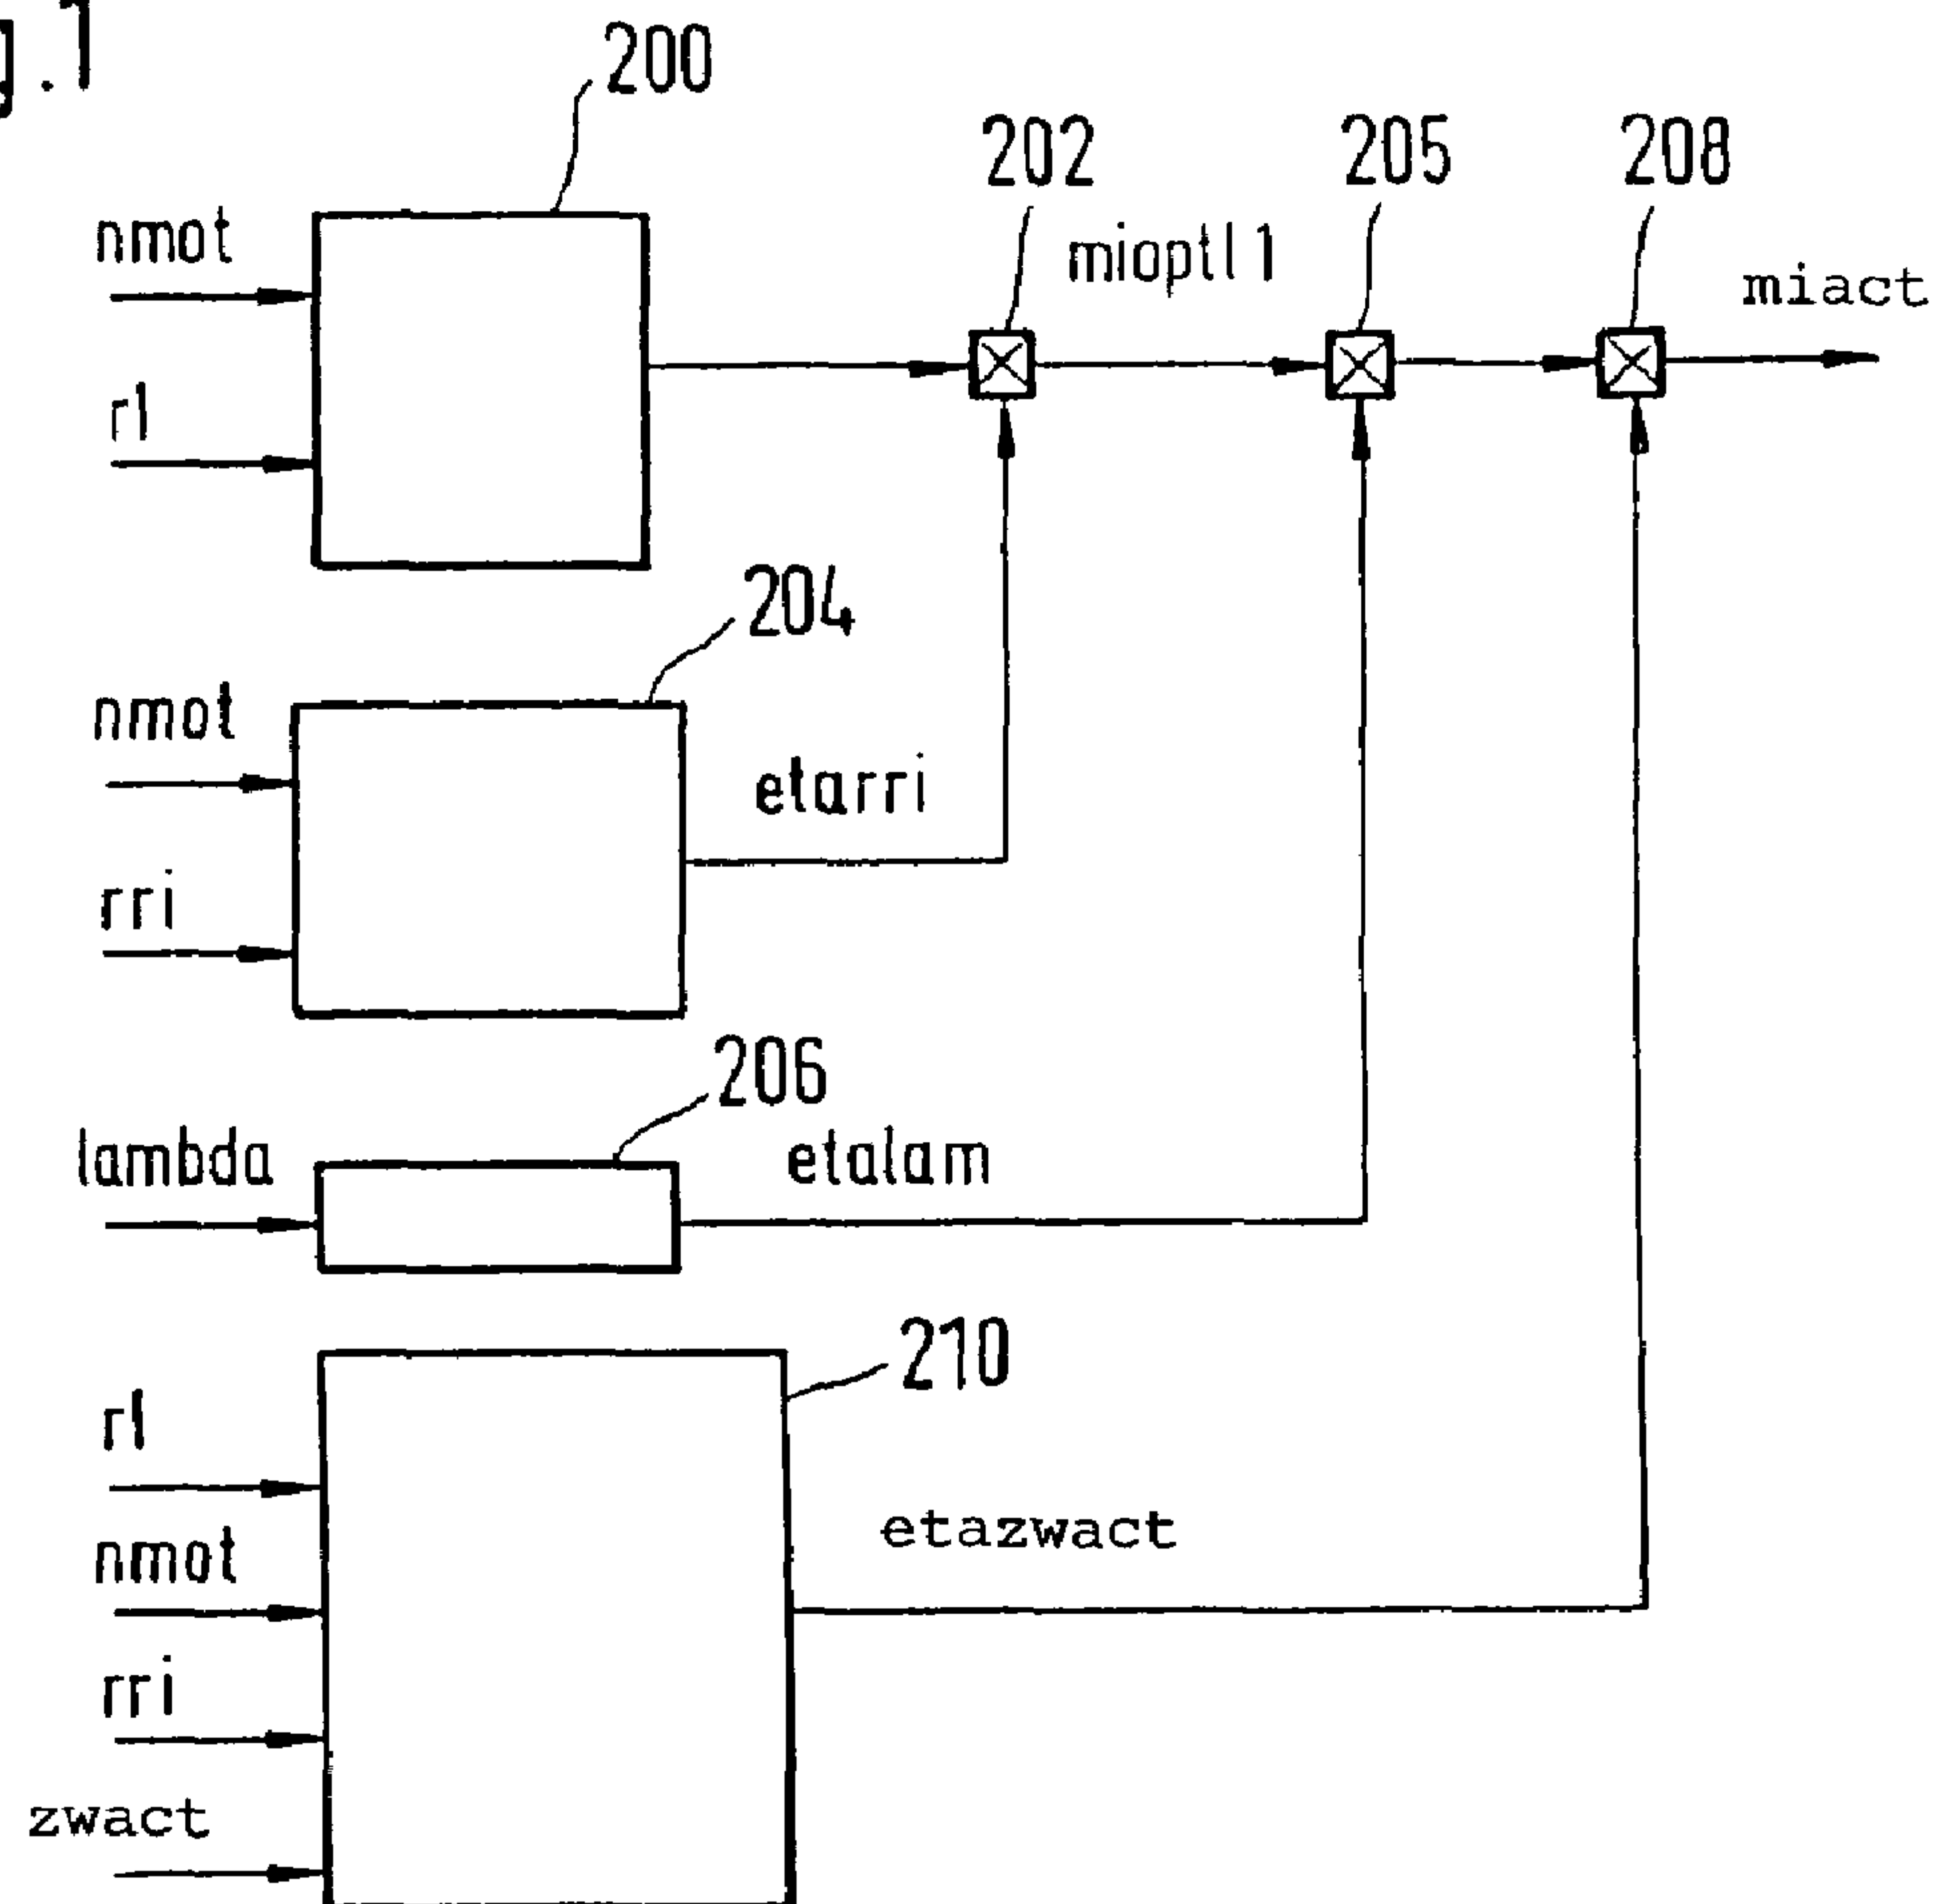 g.1
200
202
205
208
nmot
mioptl1
miact
rl
204
nmot
etarri
rri
206
lambda
etalam
210
rl
etazwact
nmot
rri
zwact